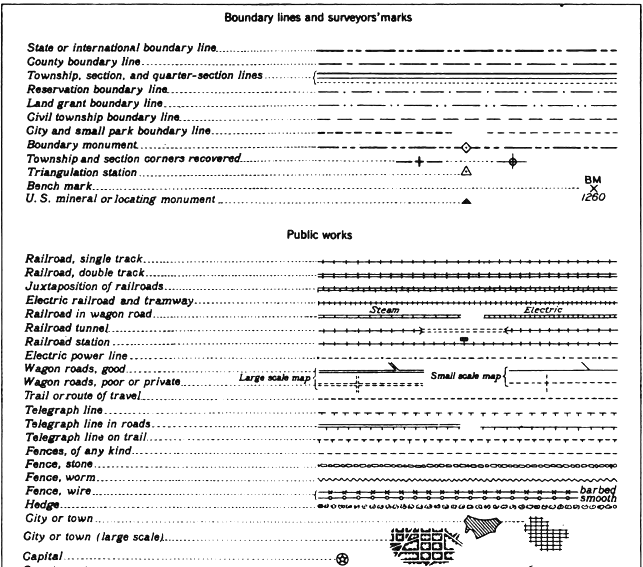 Boundary lines and surveyors' marks
State or international boundary line
County boundary line
Township, section, and quarter-section lines
Reservation boundary line
Land grant boundary line
Civil township boundary line
City and small park boundary line
Boundary monument
Township and section corners recovered
Triangulation station
Bench mark
BM
1260
U. S. mineral or locating monument
Public works
Railroad, single track
Railroad, double track
Juxtaposition of railroads
Electric railroad and tramway
Railroad in wagon road Steam Electric
Railroad tunnel
Railroad station
Electric power line
Wagon roads, good
Wagon roads, poor or private Large scale map Small scale map
Trail or route of travel
Telegraph line
Telegraph line in roads
Telegraph line on trail
Fences, of any kind
Fence, stone
Fence, worm
Fence, wire barbed
smooth
Hedge
City or town
City or town (large scale)
Capital